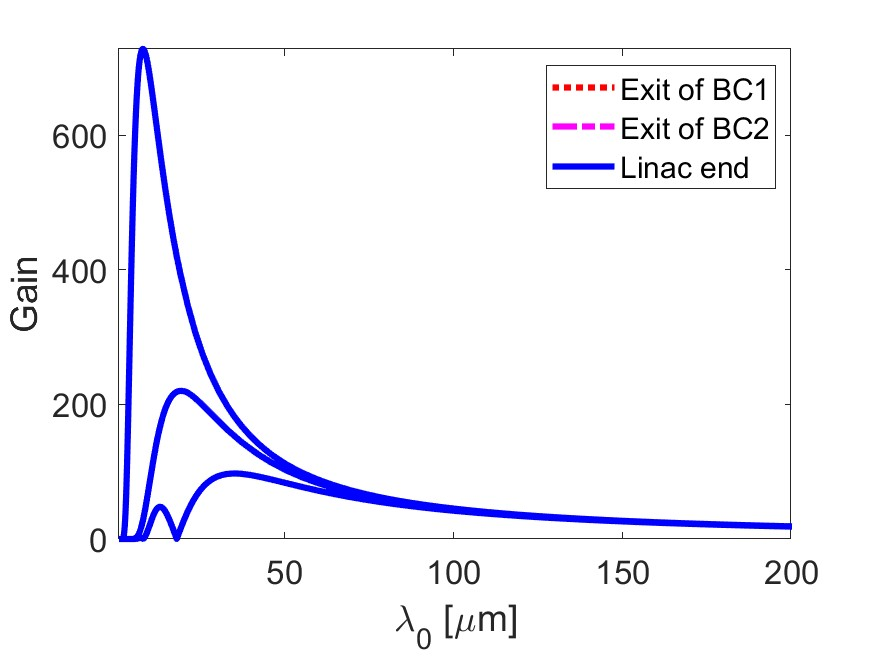 Exit of BC1
Exit of BC2
Linac end
600
400
200
0
Gain
50
100
150
200
λ₀ [μm]